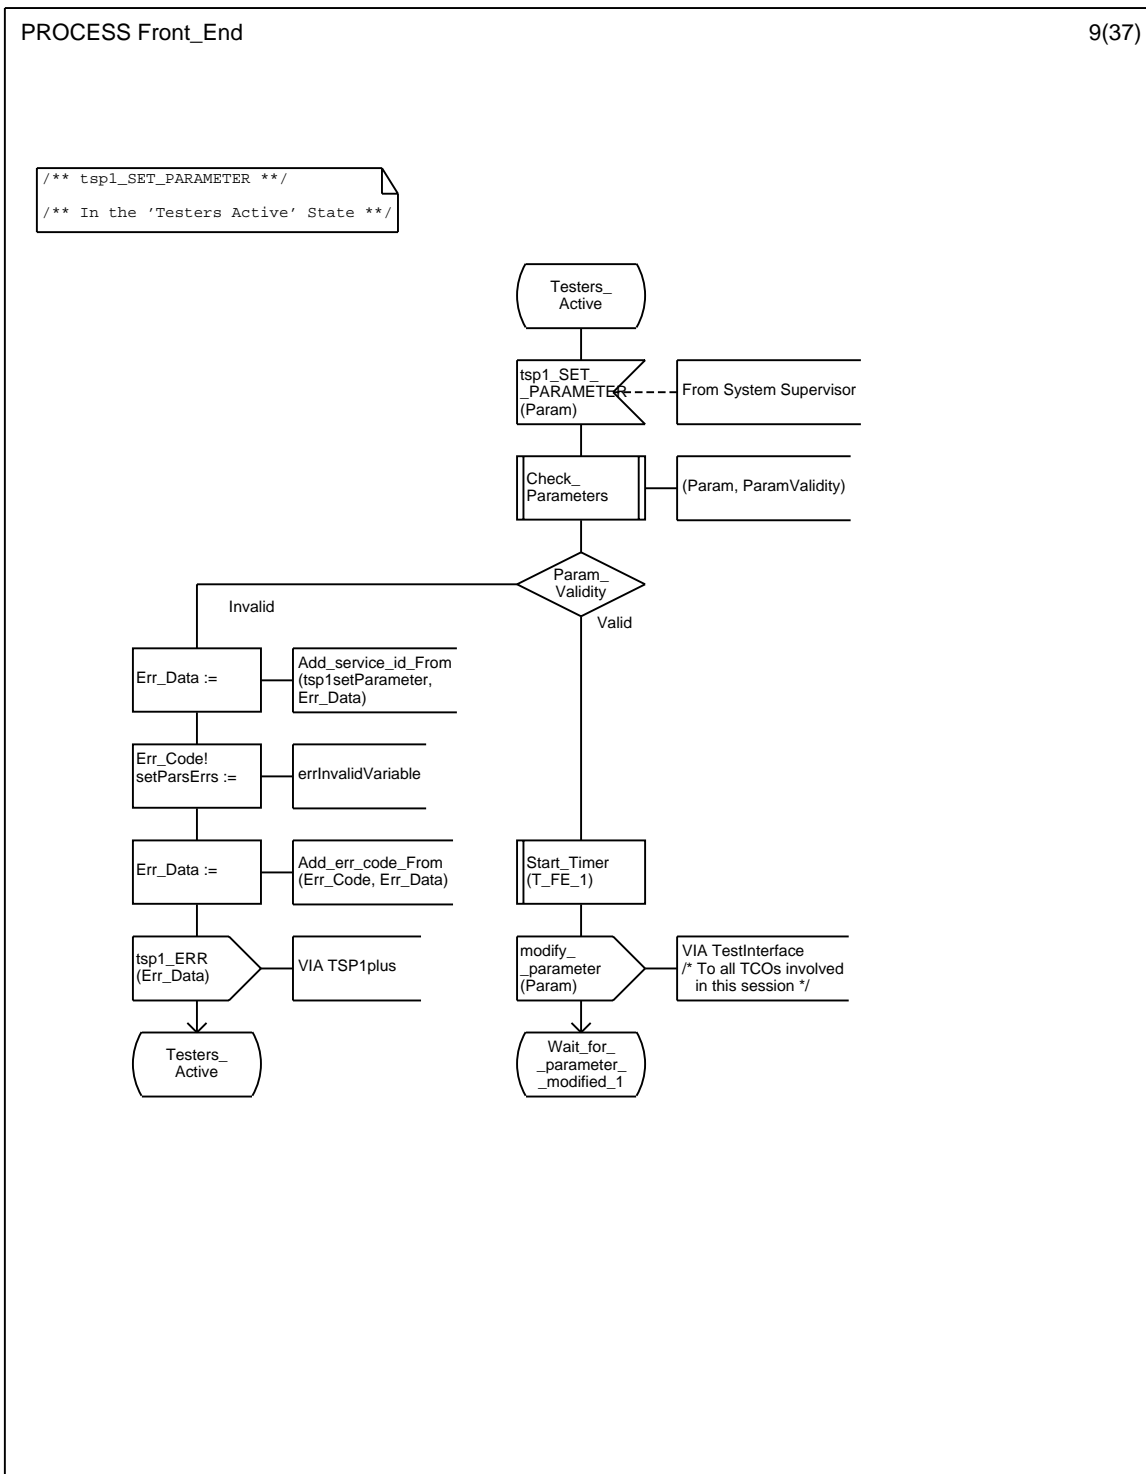 PROCESS Front_End
9(37)
/** tsp1_SET_PARAMETER **/
/** In the 'Testers Active' State **/
Testers_
Active
tsp1_SET_
_PARAMETER
(Param)
From System Supervisor
Check_
Parameters
(Param, ParamValidity)
Param_
Validity
Invalid
Valid
Err_Data :=
Add_service_id_From
(tsp1setParameter,
Err_Data)
Err_Code!
setParsErrs :=
errInvalidVariable
Err_Data :=
Add_err_code_From
(Err_Code, Err_Data)
Start_Timer
(T_FE_1)
tsp1_ERR
(Err_Data)
VIA TSP1plus
modify_
_parameter
(Param)
VIA TestInterface
/* To all TCOs involved
in this session */
Testers_
Active
Wait_for_
_parameter_
_modified_1